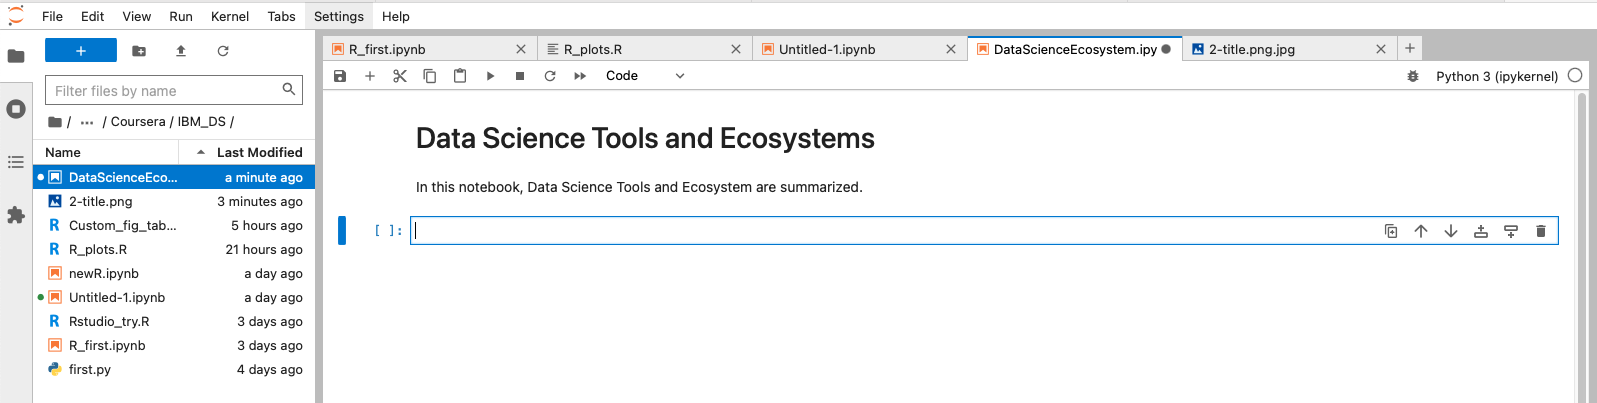 File Edit View Run Kernel Tabs Settings Help
R_first.ipynb R_plots.R Untitled-1.ipynb DataScienceEcosystem.ipy 2-title.png.jpg
Code Python 3 (ipykernel)
Filter files by name
/ ... / Coursera / IBM_DS /
Name Last Modified
DataScienceEco... a minute ago
2-title.png 3 minutes ago
Custom_fig_tab... 5 hours ago
R_plots.R 21 hours ago
newR.ipynb a day ago
Untitled-1.ipynb a day ago
Rstudio_try.R 3 days ago
R_first.ipynb 3 days ago
first.py 4 days ago
Data Science Tools and Ecosystems
In this notebook, Data Science Tools and Ecosystem are summarized.
[ ]: